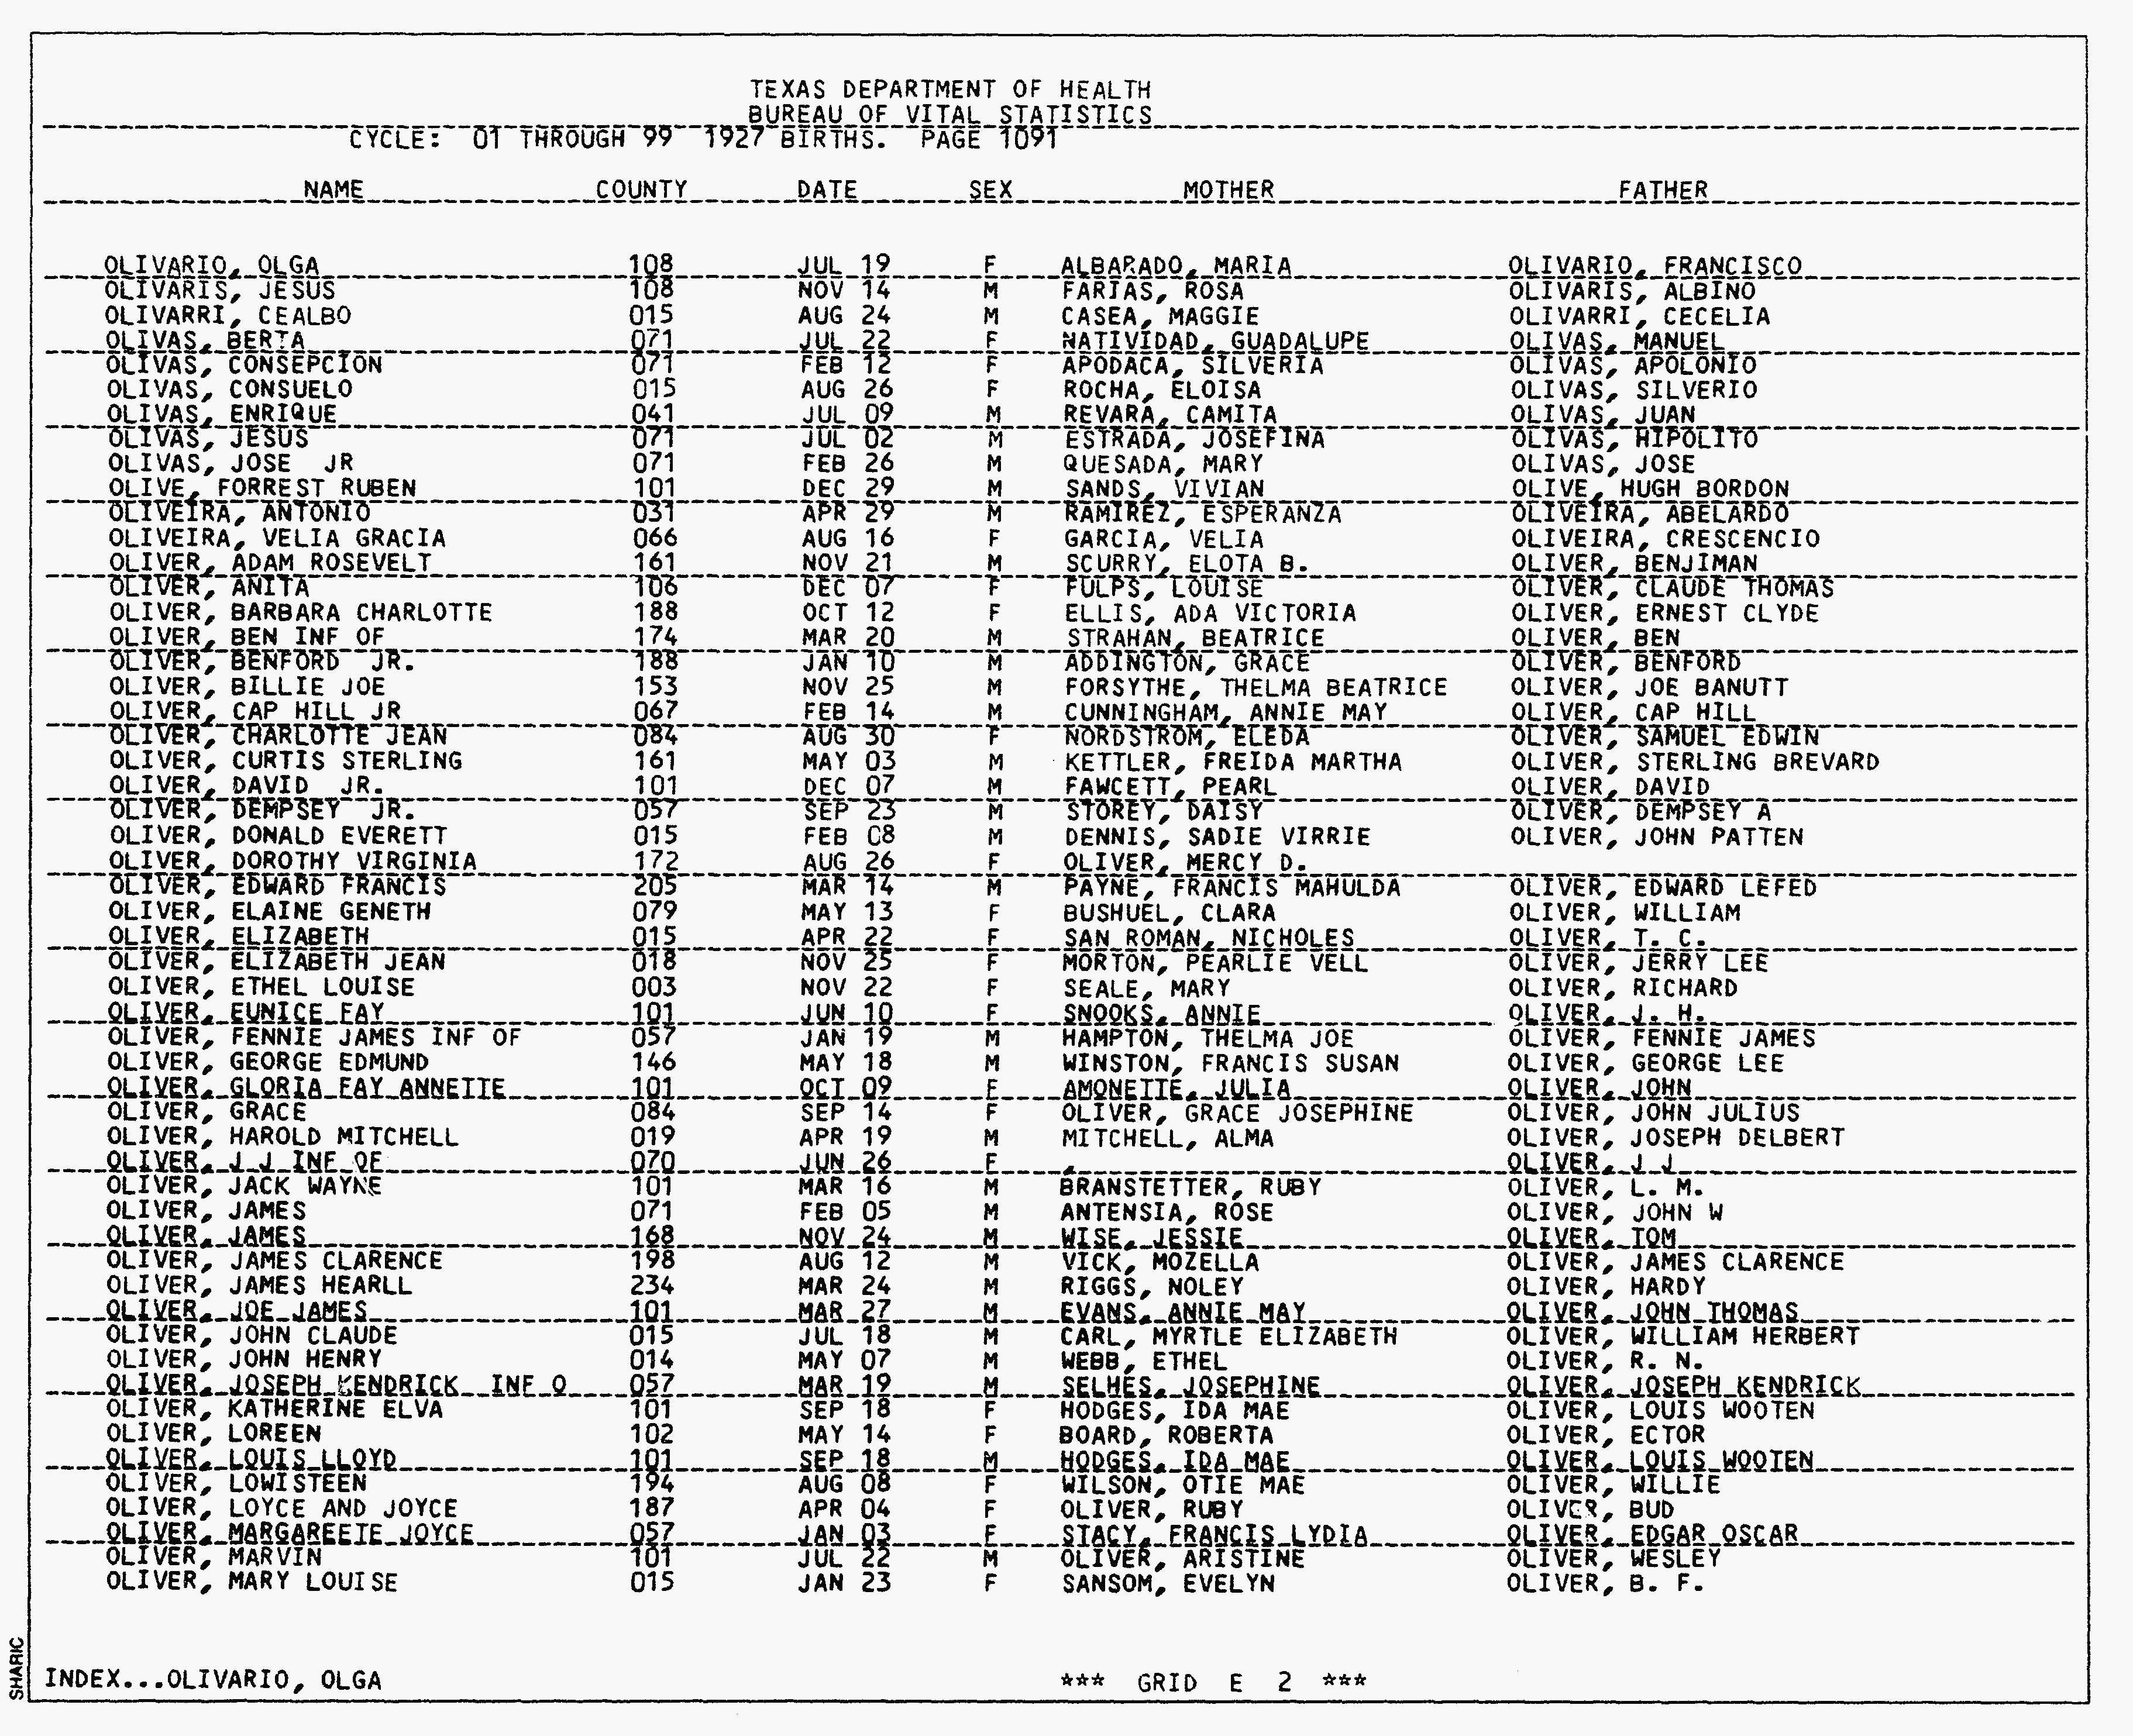 TEXAS DEPARTMENT OF HEALTH
BUREAU OF VITAL STATISTICS
CYCLE: 01 THROUGH 99 1927 BIRTHS. PAGE 1091
NAME COUNTY DATE SEX MOTHER FATHER
OLIVARIO, OLGA 108 JUL 19 F ALBARADO, MARIA OLIVARIO, FRANCISCO
OLIVARIS, JESUS 108 NOV 14 M FARIAS, ROSA OLIVARIS, ALBINO
OLIVARRI, CEALBO 015 AUG 24 M CASEA, MAGGIE OLIVARRI, CECELIA
OLIVAS, BERTA 071 JUL 22 F NATIVIDAD, GUADALUPE OLIVAS, MANUEL
OLIVAS, CONSEPCION 071 FEB 12 F APODACA, SILVERIA OLIVAS, APOLONIO
OLIVAS, CONSUELO 015 AUG 26 F ROCHA, ELOISA OLIVAS, SILVERIO
OLIVAS, ENRIQUE 041 JUL 09 M REVARA, CAMITA OLIVAS, JUAN
OLIVAS, JESUS 071 JUL 02 M ESTRADA, JOSEFINA OLIVAS, HIPOLITO
OLIVAS, JOSE JR 071 FEB 26 M QUESADA, MARY OLIVAS, JOSE
OLIVE, FORREST RUBEN 101 DEC 29 M SANDS, VIVIAN OLIVE, HUGH BORDON
OLIVEIRA, ANTONIO 031 APR 29 M RAMIREZ, ESPERANZA OLIVEIRA, ABELARDO
OLIVEIRA, VELIA GRACIA 066 AUG 16 F GARCIA, VELIA OLIVEIRA, CRESCENCIO
OLIVER, ADAM ROSEVELT 161 NOV 21 M SCURRY, ELOTA B. OLIVER, BENJIMAN
OLIVER, ANITA 106 DEC 07 F FULPS, LOUISE OLIVER, CLAUDE THOMAS
OLIVER, BARBARA CHARLOTTE 188 OCT 12 F ELLIS, ADA VICTORIA OLIVER, ERNEST CLYDE
OLIVER, BEN INF OF 174 MAR 20 M STRAHAN, BEATRICE OLIVER, BEN
OLIVER, BENFORD JR. 188 JAN 10 M ADDINGTON, GRACE OLIVER, BENFORD
OLIVER, BILLIE JOE 153 NOV 25 M FORSYTHE, THELMA BEATRICE OLIVER, JOE BANUTT
OLIVER, CAP HILL JR 067 FEB 14 M CUNNINGHAM, ANNIE MAY OLIVER, CAP HILL
OLIVER, CHARLOTTE JEAN 084 AUG 30 F NORDSTROM, ELEDA OLIVER, SAMUEL EDWIN
OLIVER, CURTIS STERLING 161 MAY 03 M KETTLER, FREIDA MARTHA OLIVER, STERLING BREVARD
OLIVER, DAVID JR. 101 DEC 07 M FAWCETT, PEARL OLIVER, DAVID
OLIVER, DEMPSEY JR. 057 SEP 23 M STOREY, DAISY OLIVER, DEMPSEY A
OLIVER, DONALD EVERETT 015 FEB 08 M DENNIS, SADIE VIRRIE OLIVER, JOHN PATTEN
OLIVER, DOROTHY VIRGINIA 172 AUG 26 F OLIVER, MERCY D.
OLIVER, EDWARD FRANCIS 205 MAR 14 M PAYNE, FRANCIS MAHULDA OLIVER, EDWARD LEFED
OLIVER, ELAINE GENETH 079 MAY 13 F BUSHUEL, CLARA OLIVER, WILLIAM
OLIVER, ELIZABETH 015 APR 22 F SAN ROMAN, NICHOLES OLIVER, T. C.
OLIVER, ELIZABETH JEAN 018 NOV 25 F MORTON, PEARLIE VELL OLIVER, JERRY LEE
OLIVER, ETHEL LOUISE 003 NOV 22 F SEALE, MARY OLIVER, RICHARD
OLIVER, EUNICE FAY 101 JUN 10 F SNOOKS, ANNIE OLIVER, J. H.
OLIVER, FENNIE JAMES INF OF 057 JAN 19 M HAMPTON, THELMA JOE OLIVER, FENNIE JAMES
OLIVER, GEORGE EDMUND 146 MAY 18 M WINSTON, FRANCIS SUSAN OLIVER, GEORGE LEE
OLIVER, GLORIA FAY ANNETTE 101 OCT 09 F AMONETTE, JULIA OLIVER, JOHN
OLIVER, GRACE 084 SEP 14 F OLIVER, GRACE JOSEPHINE OLIVER, JOHN JULIUS
OLIVER, HAROLD MITCHELL 019 APR 19 M MITCHELL, ALMA OLIVER, JOSEPH DELBERT
OLIVER, J J INF OF 070 JUN 26 F , OLIVER, J J
OLIVER, JACK WAYNE 101 MAR 16 M BRANSTETTER, RUBY OLIVER, L. M.
OLIVER, JAMES 071 FEB 05 M ANTENSIA, ROSE OLIVER, JOHN W
OLIVER, JAMES 168 NOV 24 M WISE, JESSIE OLIVER, TOM
OLIVER, JAMES CLARENCE 198 AUG 12 M VICK, MOZELLA OLIVER, JAMES CLARENCE
OLIVER, JAMES HEARLL 234 MAR 24 M RIGGS, NOLEY OLIVER, HARDY
OLIVER, JOE JAMES 101 MAR 27 M EVANS, ANNIE MAY OLIVER, JOHN THOMAS
OLIVER, JOHN CLAUDE 015 JUL 18 M CARL, MYRTLE ELIZABETH OLIVER, WILLIAM HERBERT
OLIVER, JOHN HENRY 014 MAY 07 M WEBB, ETHEL OLIVER, R. N.
OLIVER, JOSEPH KENDRICK INF O 057 MAR 19 M SELHES, JOSEPHINE OLIVER, JOSEPH KENDRICK
OLIVER, KATHERINE ELVA 101 SEP 18 F HODGES, IDA MAE OLIVER, LOUIS WOOTEN
OLIVER, LOREEN 102 MAY 14 F BOARD, ROBERTA OLIVER, ECTOR
OLIVER, LOUIS LLOYD 101 SEP 18 M HODGES, IDA MAE OLIVER, LOUIS WOOTEN
OLIVER, LOWISTEEN 194 AUG 08 F WILSON, OTIE MAE OLIVER, WILLIE
OLIVER, LOYCE AND JOYCE 187 APR 04 F OLIVER, RUBY OLIVER, BUD
OLIVER, MARGAREETE JOYCE 057 JAN 03 F STACY, FRANCIS LYDIA OLIVER, EDGAR OSCAR
OLIVER, MARVIN 101 JUL 22 M OLIVER, ARISTINE OLIVER, WESLEY
OLIVER, MARY LOUISE 015 JAN 23 F SANSOM, EVELYN OLIVER, B. F.
SHARIC
INDEX...OLIVARIO, OLGA *** GRID E 2 ***